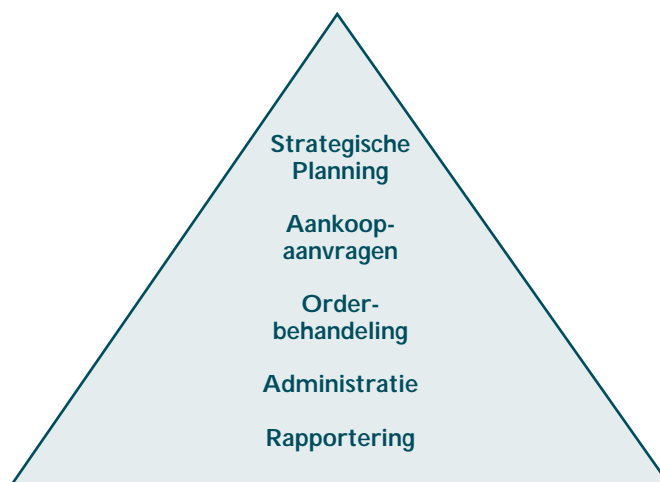 Strategische
Planning
Aankoop-
aanvragen
Order-
behandeling
Administratie
Rapportering